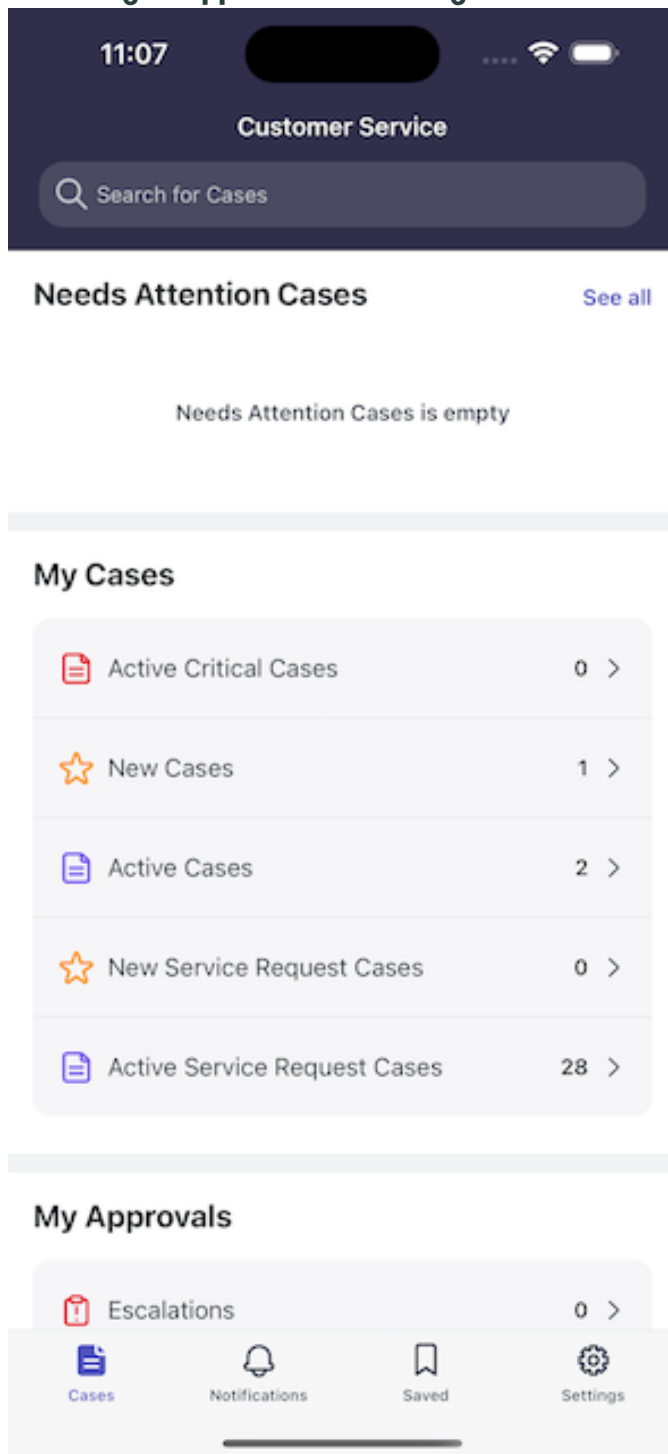 11:07
Customer Service
Search for Cases
Needs Attention Cases See all
Needs Attention Cases is empty
My Cases
Active Critical Cases 0
New Cases 1
Active Cases 2
New Service Request Cases 0
Active Service Request Cases 28
My Approvals
Escalations 0
Cases Notifications Saved Settings